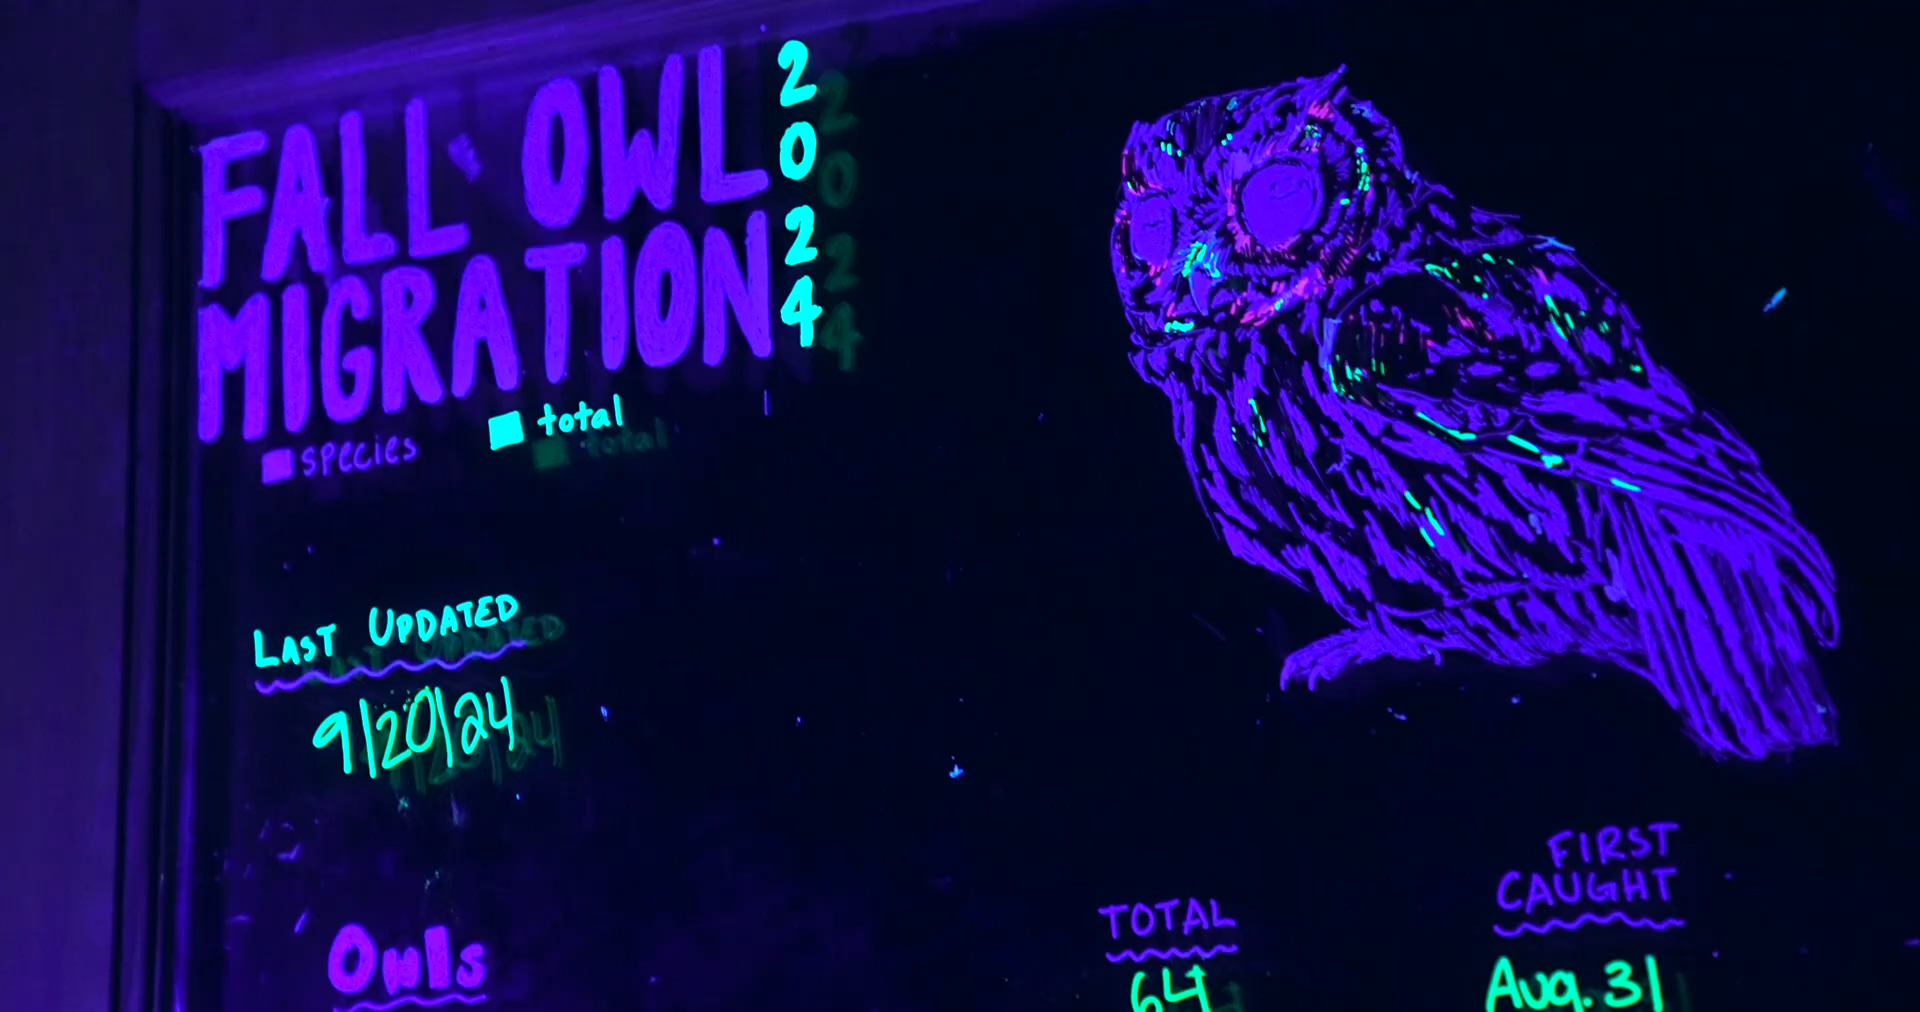 FALL OWL
MIGRATION
2024
species
total
LAST UPDATED
9/20/24
Owls
TOTAL
64
FIRST
CAUGHT
Aug. 31